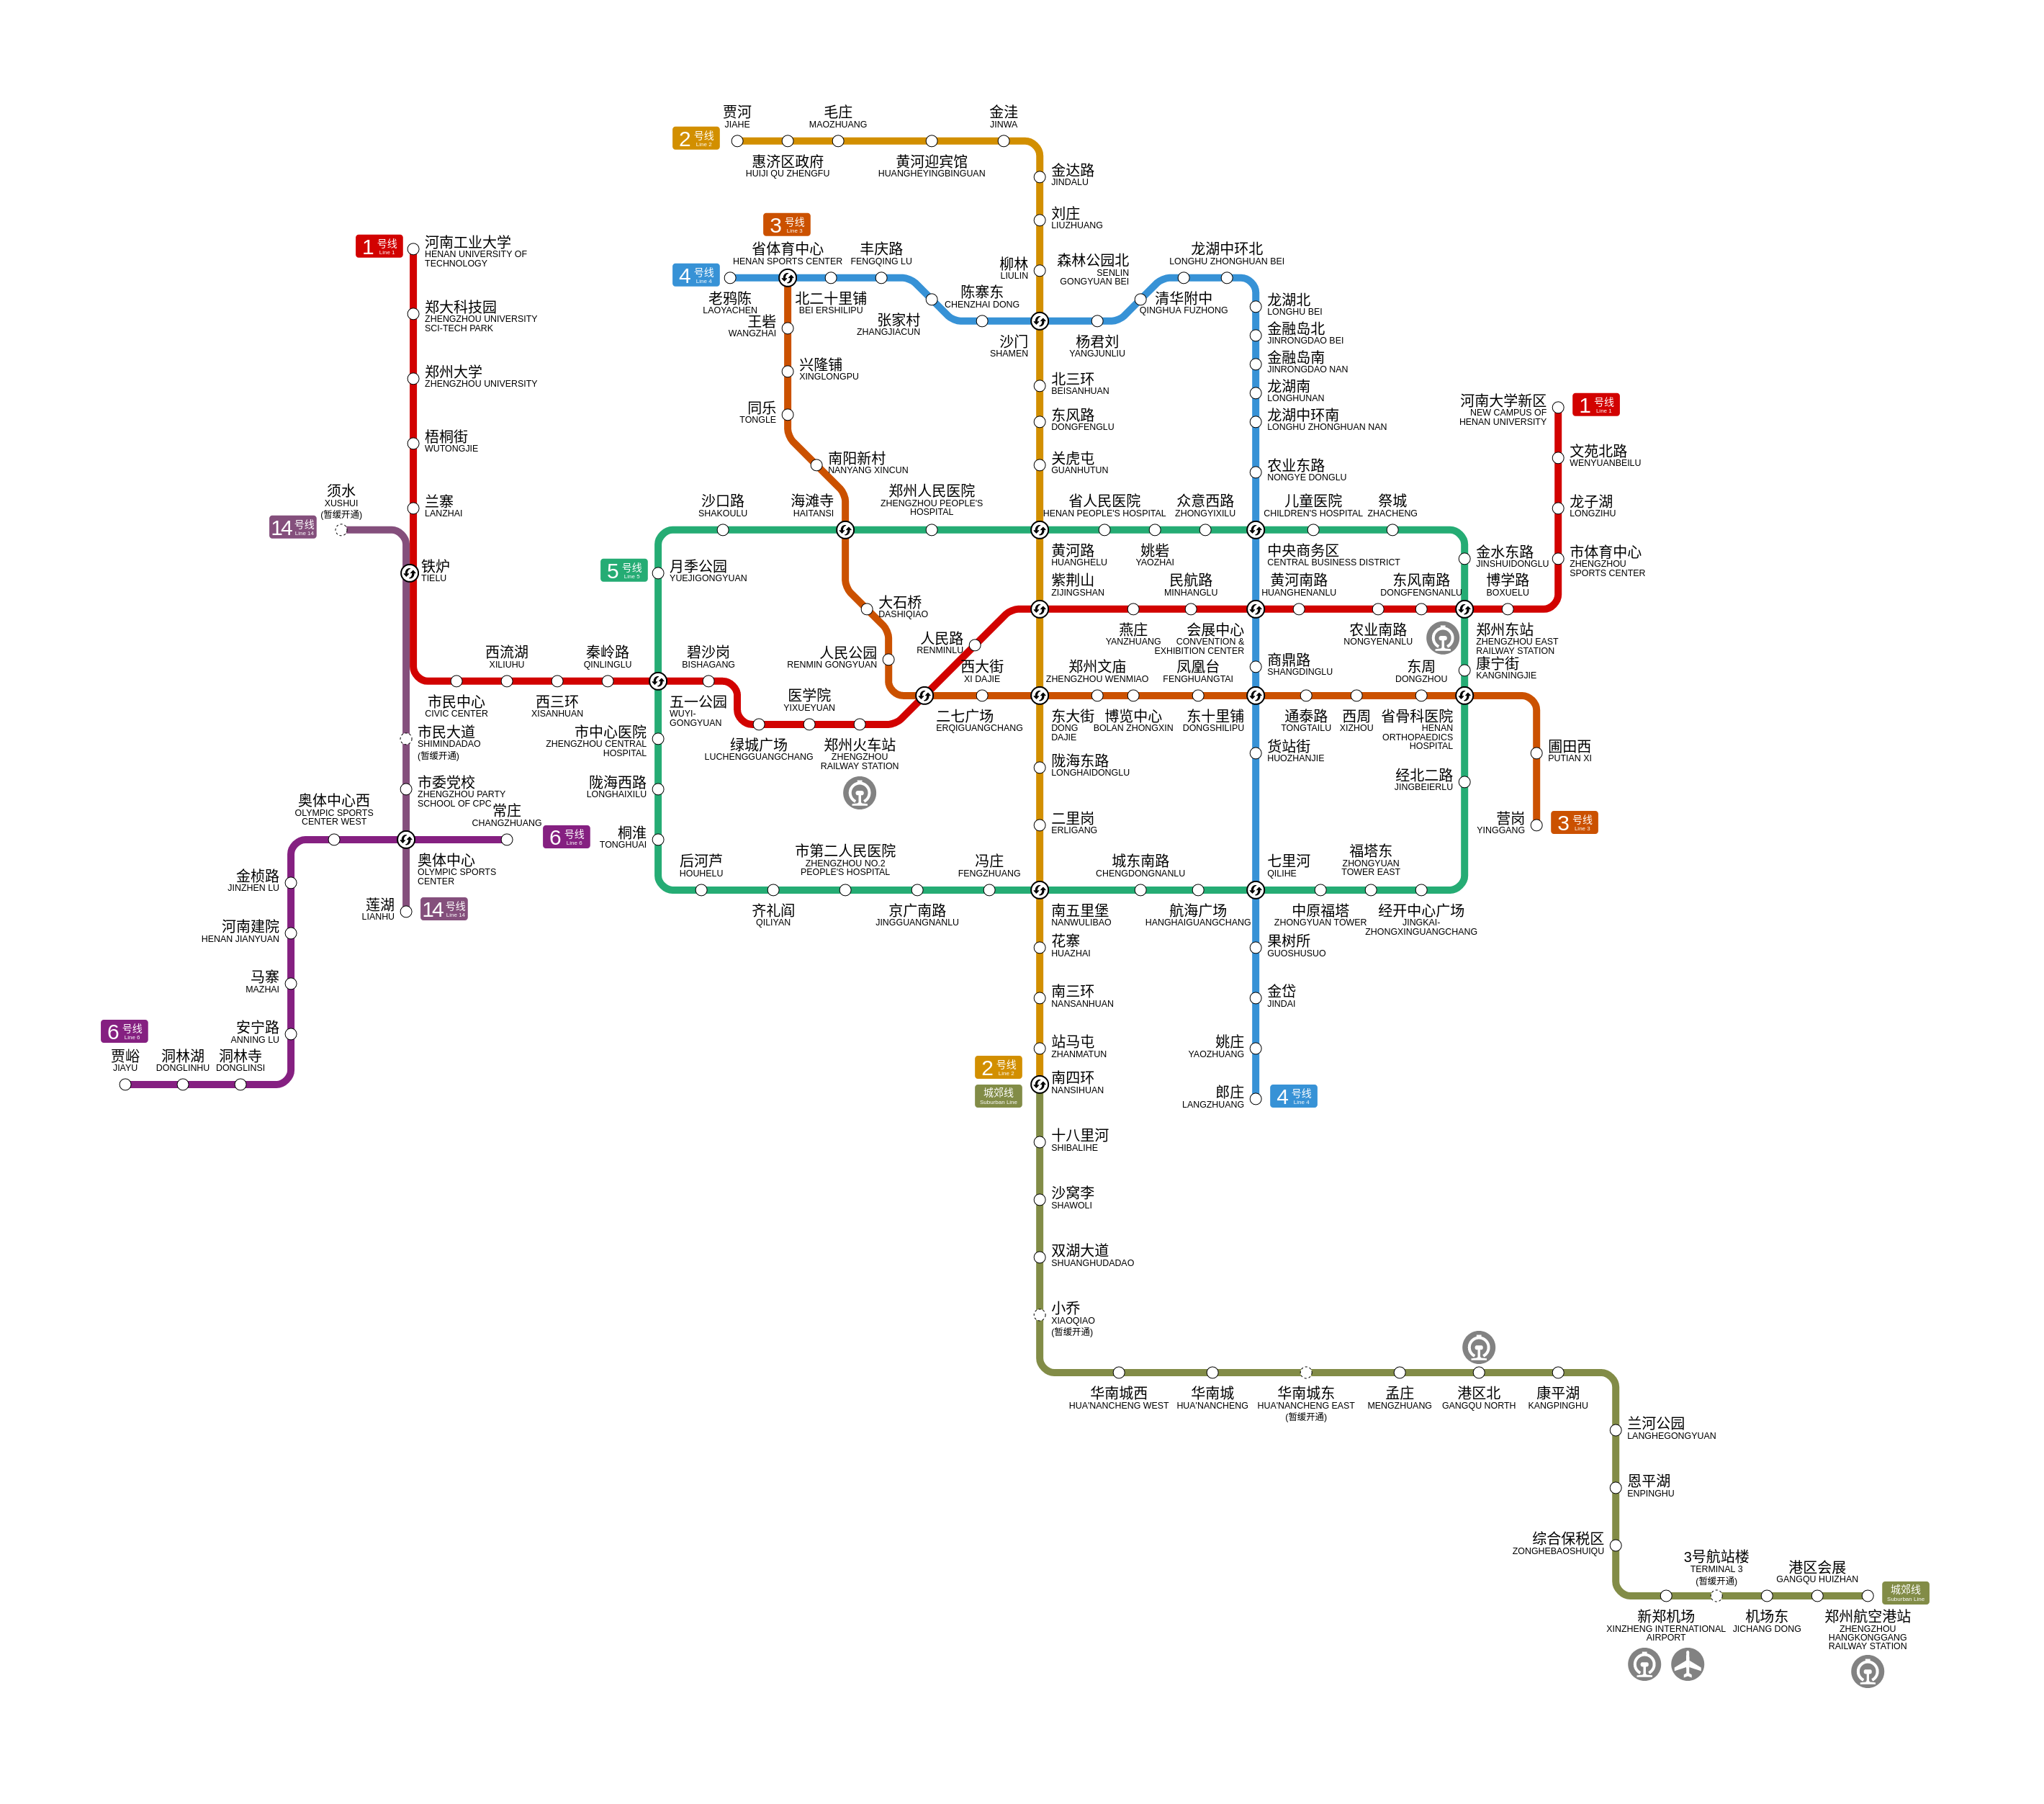 贾河
JIAHE
毛庄
MAOZHUANG
金洼
JINWA
2 号线
Line 2
惠济区政府
HUIJI QU ZHENGFU
黄河迎宾馆
HUANGHEYINGBINGUAN
金达路
JINDALU
刘庄
LIUZHUANG
柳林
LIULIN
3 号线
Line 3
1 号线
Line 1
河南工业大学
HENAN UNIVERSITY OF
TECHNOLOGY
省体育中心
HENAN SPORTS CENTER
丰庆路
FENGQING LU
4 号线
Line 4
老鸦陈
LAOYACHEN
北二十里铺
BEI ERSHILIPU
张家村
ZHANGJIACUN
陈寨东
CHENZHAI DONG
沙门
SHAMEN
杨君刘
YANGJUNLIU
森林公园北
SENLIN
GONGYUAN BEI
清华附中
QINGHUA FUZHONG
龙湖中环北
LONGHU ZHONGHUAN BEI
龙湖北
LONGHU BEI
金融岛北
JINRONGDAO BEI
金融岛南
JINRONGDAO NAN
龙湖南
LONGHUNAN
龙湖中环南
LONGHU ZHONGHUAN NAN
农业东路
NONGYE DONGLU
王砦
WANGZHAI
兴隆铺
XINGLONGPU
同乐
TONGLE
南阳新村
NANYANG XINCUN
郑大科技园
ZHENGZHOU UNIVERSITY
SCI-TECH PARK
郑州大学
ZHENGZHOU UNIVERSITY
梧桐街
WUTONGJIE
兰寨
LANZHAI
铁炉
TIELU
须水
XUSHUI
(暂缓开通)
14 号线
Line 14
北三环
BEISANHUAN
东风路
DONGFENGLU
关虎屯
GUANHUTUN
河南大学新区
NEW CAMPUS OF
HENAN UNIVERSITY
1 号线
Line 1
文苑北路
WENYUANBEILU
龙子湖
LONGZIHU
市体育中心
ZHENGZHOU
SPORTS CENTER
沙口路
SHAKOULU
海滩寺
HAITANSI
郑州人民医院
ZHENGZHOU PEOPLE'S
HOSPITAL
省人民医院
HENAN PEOPLE'S HOSPITAL
众意西路
ZHONGYIXILU
儿童医院
CHILDREN'S HOSPITAL
祭城
ZHACHENG
5 号线
Line 5
月季公园
YUEJIGONGYUAN
黄河路
HUANGHELU
姚砦
YAOZHAI
中央商务区
CENTRAL BUSINESS DISTRICT
金水东路
JINSHUIDONGLU
紫荆山
ZIJINGSHAN
民航路
MINHANGLU
黄河南路
HUANGHENANLU
东风南路
DONGFENGNANLU
博学路
BOXUELU
大石桥
DASHIQIAO
人民路
RENMINLU
燕庄
YANZHUANG
会展中心
CONVENTION &
EXHIBITION CENTER
农业南路
NONGYENANLU
郑州东站
ZHENGZHOU EAST
RAILWAY STATION
康宁街
KANGNINGJIE
西流湖
XILIUHU
秦岭路
QINLINGLU
碧沙岗
BISHAGANG
人民公园
RENMIN GONGYUAN
西大街
XI DAJIE
郑州文庙
ZHENGZHOU WENMIAO
凤凰台
FENGHUANGTAI
商鼎路
SHANGDINGLU
东周
DONGZHOU
市民中心
CIVIC CENTER
西三环
XISANHUAN
五一公园
WUYI-
GONGYUAN
医学院
YIXUEYUAN
二七广场
ERQIGUANGCHANG
东大街
DONG
DAJIE
博览中心
BOLAN ZHONGXIN
东十里铺
DONGSHILIPU
通泰路
TONGTAILU
西周
XIZHOU
省骨科医院
HENAN
ORTHOPAEDICS
HOSPITAL
市民大道
SHIMINDADAO
(暂缓开通)
市中心医院
ZHENGZHOU CENTRAL
HOSPITAL
绿城广场
LUCHENGGUANGCHANG
郑州火车站
ZHENGZHOU
RAILWAY STATION
陇海东路
LONGHAIDONGLU
货站街
HUOZHANJIE
圃田西
PUTIAN XI
市委党校
ZHENGZHOU PARTY
SCHOOL OF CPC
陇海西路
LONGHAIXILU
经北二路
JINGBEIERLU
奥体中心西
OLYMPIC SPORTS
CENTER WEST
常庄
CHANGZHUANG
6 号线
Line 6
桐淮
TONGHUAI
二里岗
ERLIGANG
营岗
YINGGANG
3 号线
Line 3
奥体中心
OLYMPIC SPORTS
CENTER
后河芦
HOUHELU
市第二人民医院
ZHENGZHOU NO.2
PEOPLE'S HOSPITAL
冯庄
FENGZHUANG
城东南路
CHENGDONGNANLU
七里河
QILIHE
福塔东
ZHONGYUAN
TOWER EAST
金桢路
JINZHEN LU
莲湖
LIANHU
14 号线
Line 14
齐礼阎
QILIYAN
京广南路
JINGGUANGNANLU
南五里堡
NANWULIBAO
航海广场
HANGHAIGUANGCHANG
中原福塔
ZHONGYUAN TOWER
经开中心广场
JINGKAI-
ZHONGXINGUANGCHANG
河南建院
HENAN JIANYUAN
花寨
HUAZHAI
果树所
GUOSHUSUO
马寨
MAZHAI
南三环
NANSANHUAN
金岱
JINDAI
安宁路
ANNING LU
6 号线
Line 6
贾峪
JIAYU
洞林湖
DONGLINHU
洞林寺
DONGLINSI
站马屯
ZHANMATUN
姚庄
YAOZHUANG
2 号线
Line 2
城郊线
Suburban Line
南四环
NANSIHUAN
郎庄
LANGZHUANG
4 号线
Line 4
十八里河
SHIBALIHE
沙窝李
SHAWOLI
双湖大道
SHUANGHUDADAO
小乔
XIAOQIAO
(暂缓开通)
华南城西
HUA'NANCHENG WEST
华南城
HUA'NANCHENG
华南城东
HUA'NANCHENG EAST
(暂缓开通)
孟庄
MENGZHUANG
港区北
GANGQU NORTH
康平湖
KANGPINGHU
兰河公园
LANGHEGONGYUAN
恩平湖
ENPINGHU
综合保税区
ZONGHEBAOSHUIQU
3号航站楼
TERMINAL 3
(暂缓开通)
港区会展
GANGQU HUIZHAN
城郊线
Suburban Line
新郑机场
XINZHENG INTERNATIONAL
AIRPORT
机场东
JICHANG DONG
郑州航空港站
ZHENGZHOU
HANGKONGGANG
RAILWAY STATION